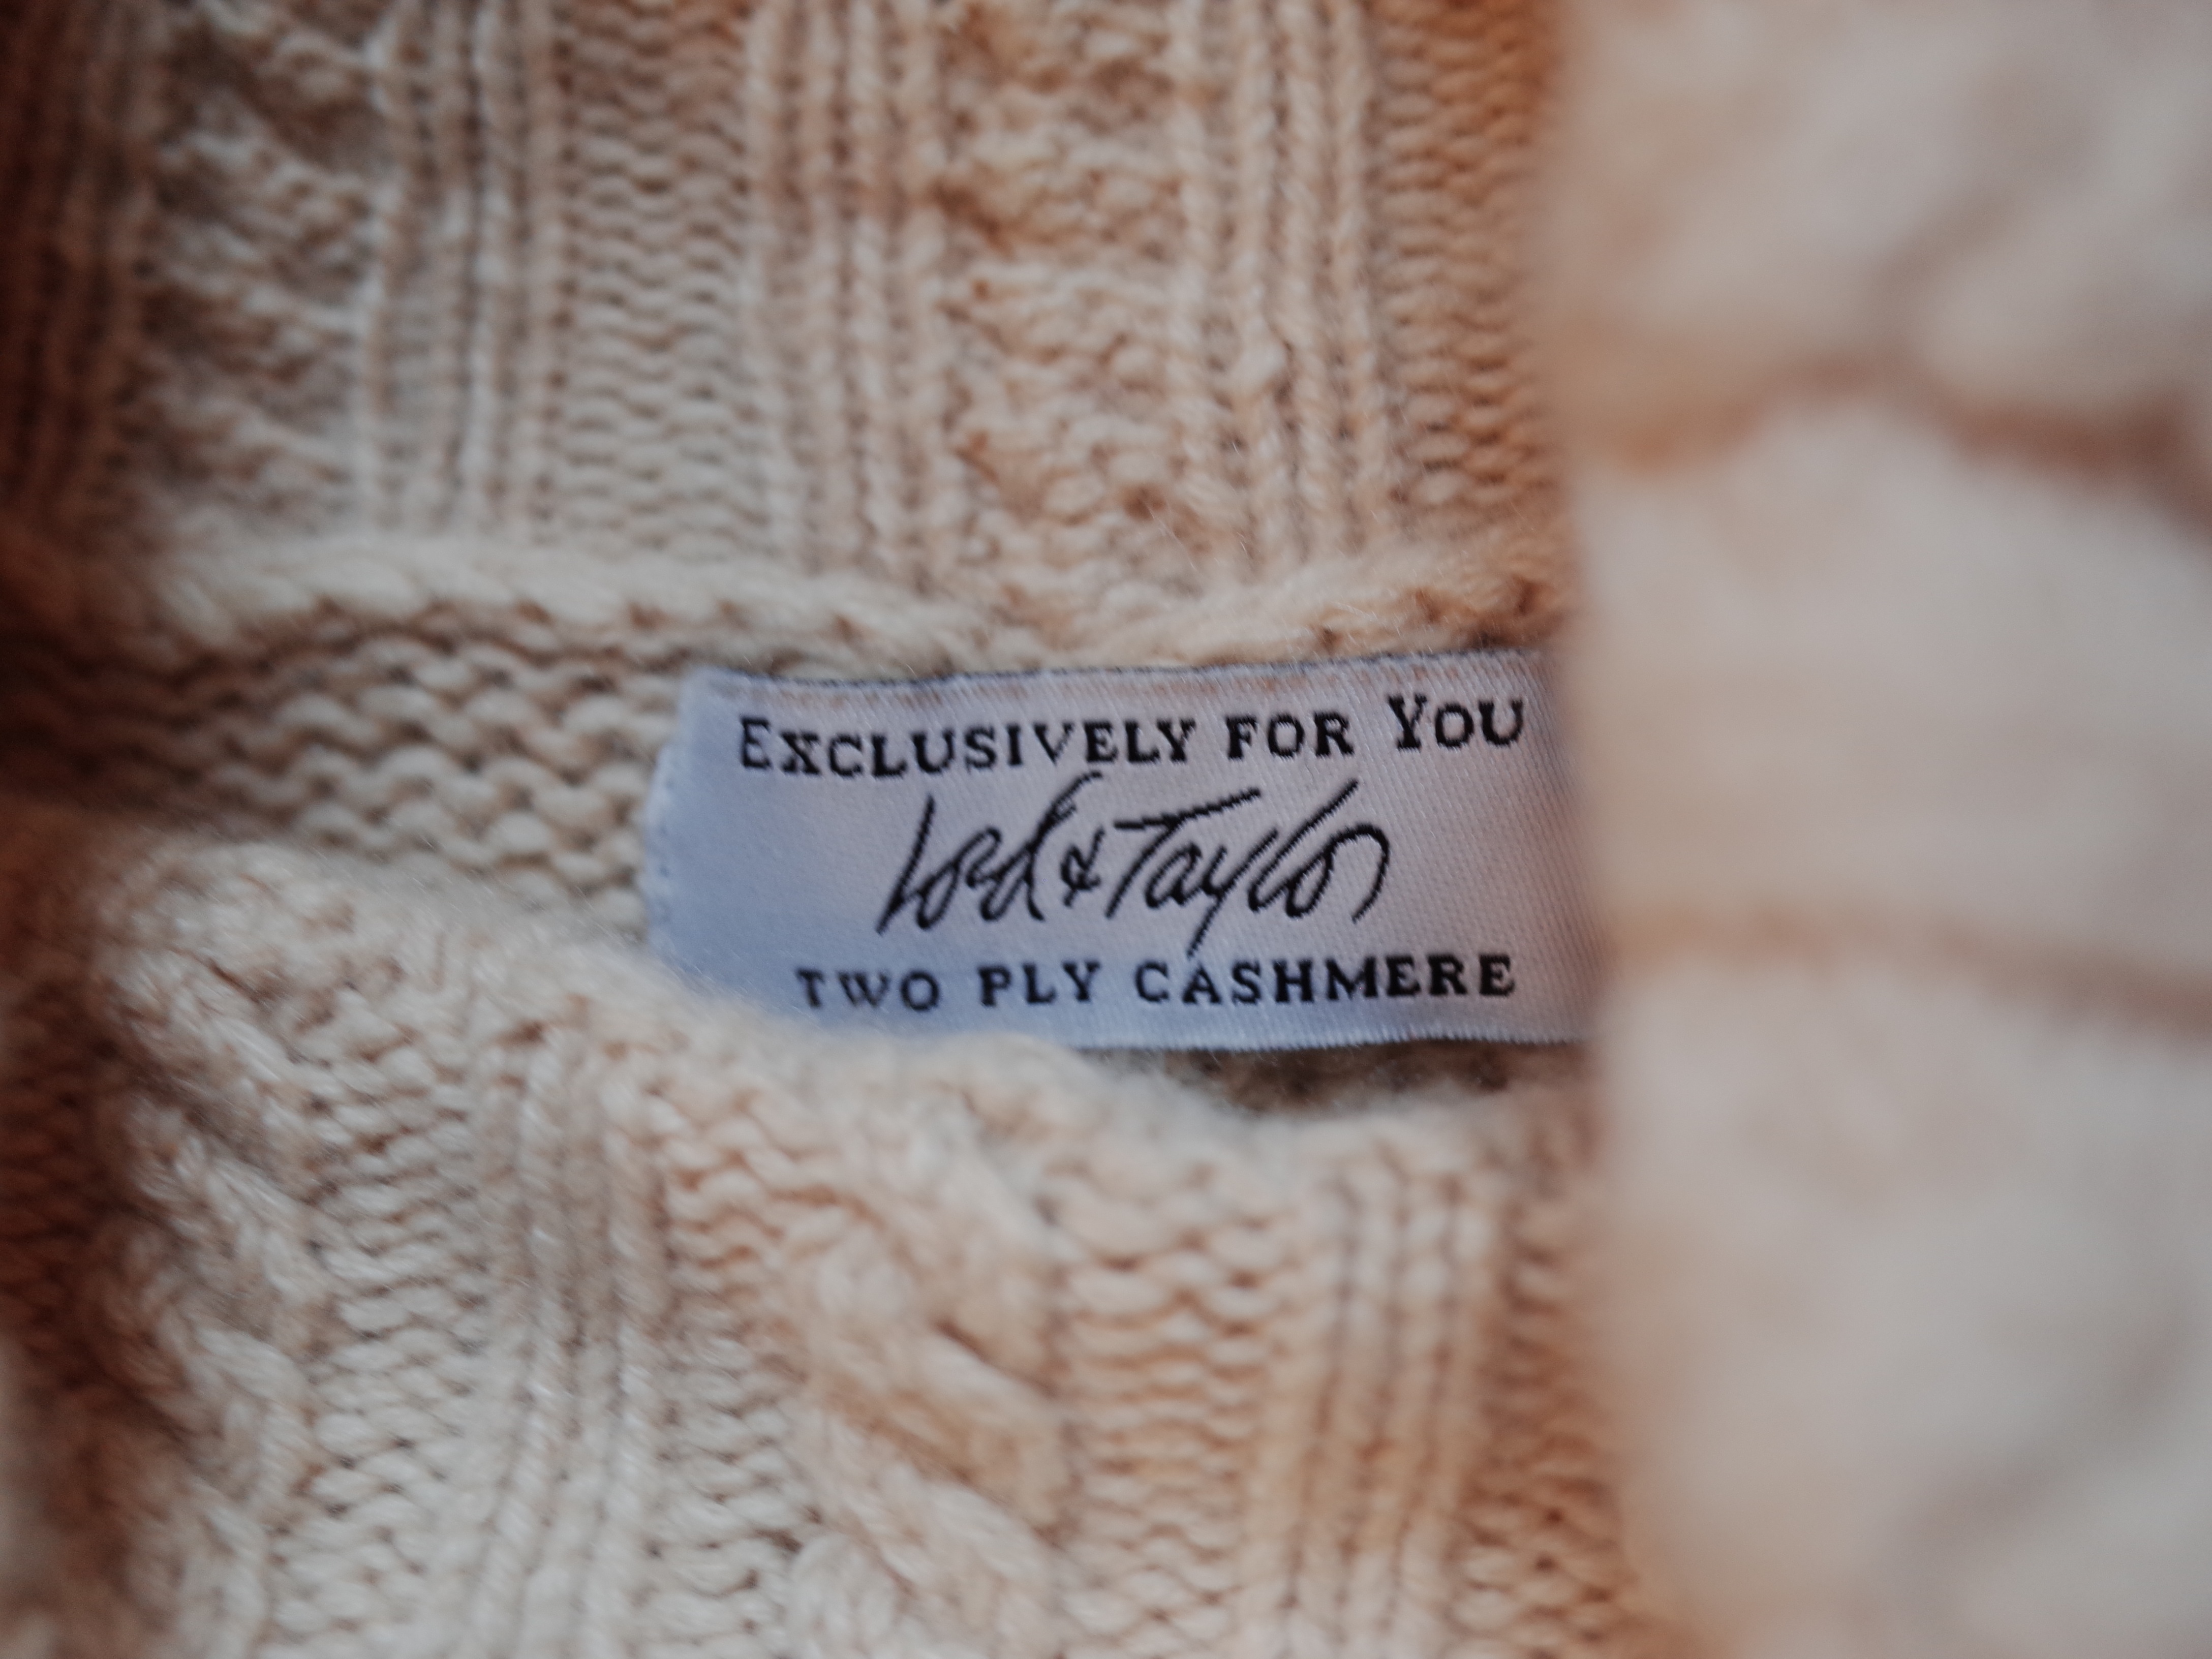 EXCLUSIVELY FOR YOU
Lord & Taylor
TWO PLY CASHMERE